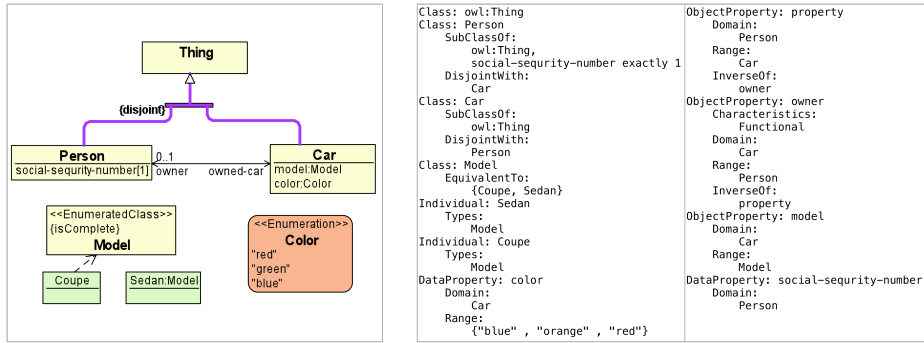 Thing
{disjoint}
Person
social-sequrity-number[1]
0..1
owner
owned-car
Car
model:Model
color:Color
<<EnumeratedClass>>
{isComplete}
Model
Coupe
Sedan:Model
<<Enumeration>>
Color
"red"
"green"
"blue"
Class: owl:Thing
Class: Person
SubClassOf:
owl:Thing,
social-sequrity-number exactly 1
DisjointWith:
Car
Class: Car
SubClassOf:
owl:Thing
DisjointWith:
Person
Class: Model
EquivalentTo:
{Coupe, Sedan}
Individual: Sedan
Types:
Model
Individual: Coupe
Types:
Model
DataProperty: color
Domain:
Car
Range:
{"blue" , "orange" , "red"}
ObjectProperty: property
Domain:
Person
Range:
Car
InverseOf:
owner
ObjectProperty: owner
Characteristics:
Functional
Domain:
Car
Range:
Person
InverseOf:
property
ObjectProperty: model
Domain:
Car
Range:
Model
DataProperty: social-sequrity-number
Domain:
Person